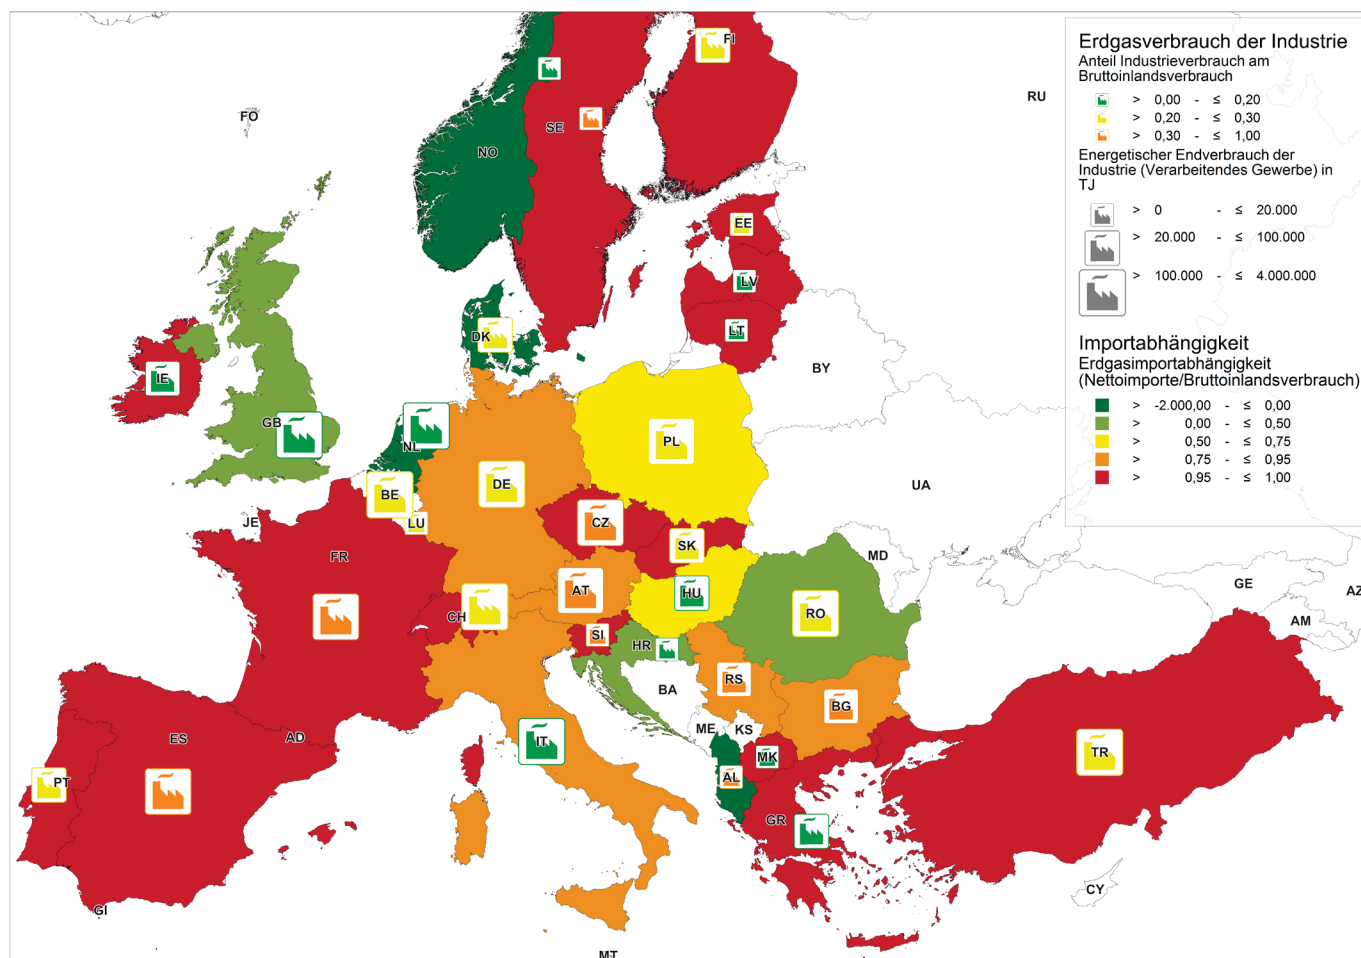 Erdgasverbrauch der Industrie
Anteil Industrieverbrauch am
Bruttoinlandsverbrauch
> 0,00 - ≤ 0,20
> 0,20 - ≤ 0,30
> 0,30 - ≤ 1,00
Energetischer Endverbrauch der
Industrie (Verarbeitendes Gewerbe) in
TJ
> 0 - ≤ 20.000
> 20.000 - ≤ 100.000
> 100.000 - ≤ 4.000.000
Importabhängigkeit
Erdgasimportabhängigkeit
(Nettoimporte/Bruttoinlandsverbrauch)
> -2.000,00 - ≤ 0,00
> 0,00 - ≤ 0,50
> 0,50 - ≤ 0,75
> 0,75 - ≤ 0,95
> 0,95 - ≤ 1,00
FI
RU
FO
SE
NO
EE
LV
LT
DK
BY
IE
GB
NL
PL
DE
BE
UA
LU
JE
CZ
SK
FR
MD
GE
AZ
AT
HU
CH
RO
AM
SI
HR
RS
BA
BG
ME
KS
ES
AD
IT
MK
TR
PT
AL
GR
CY
GI
MT